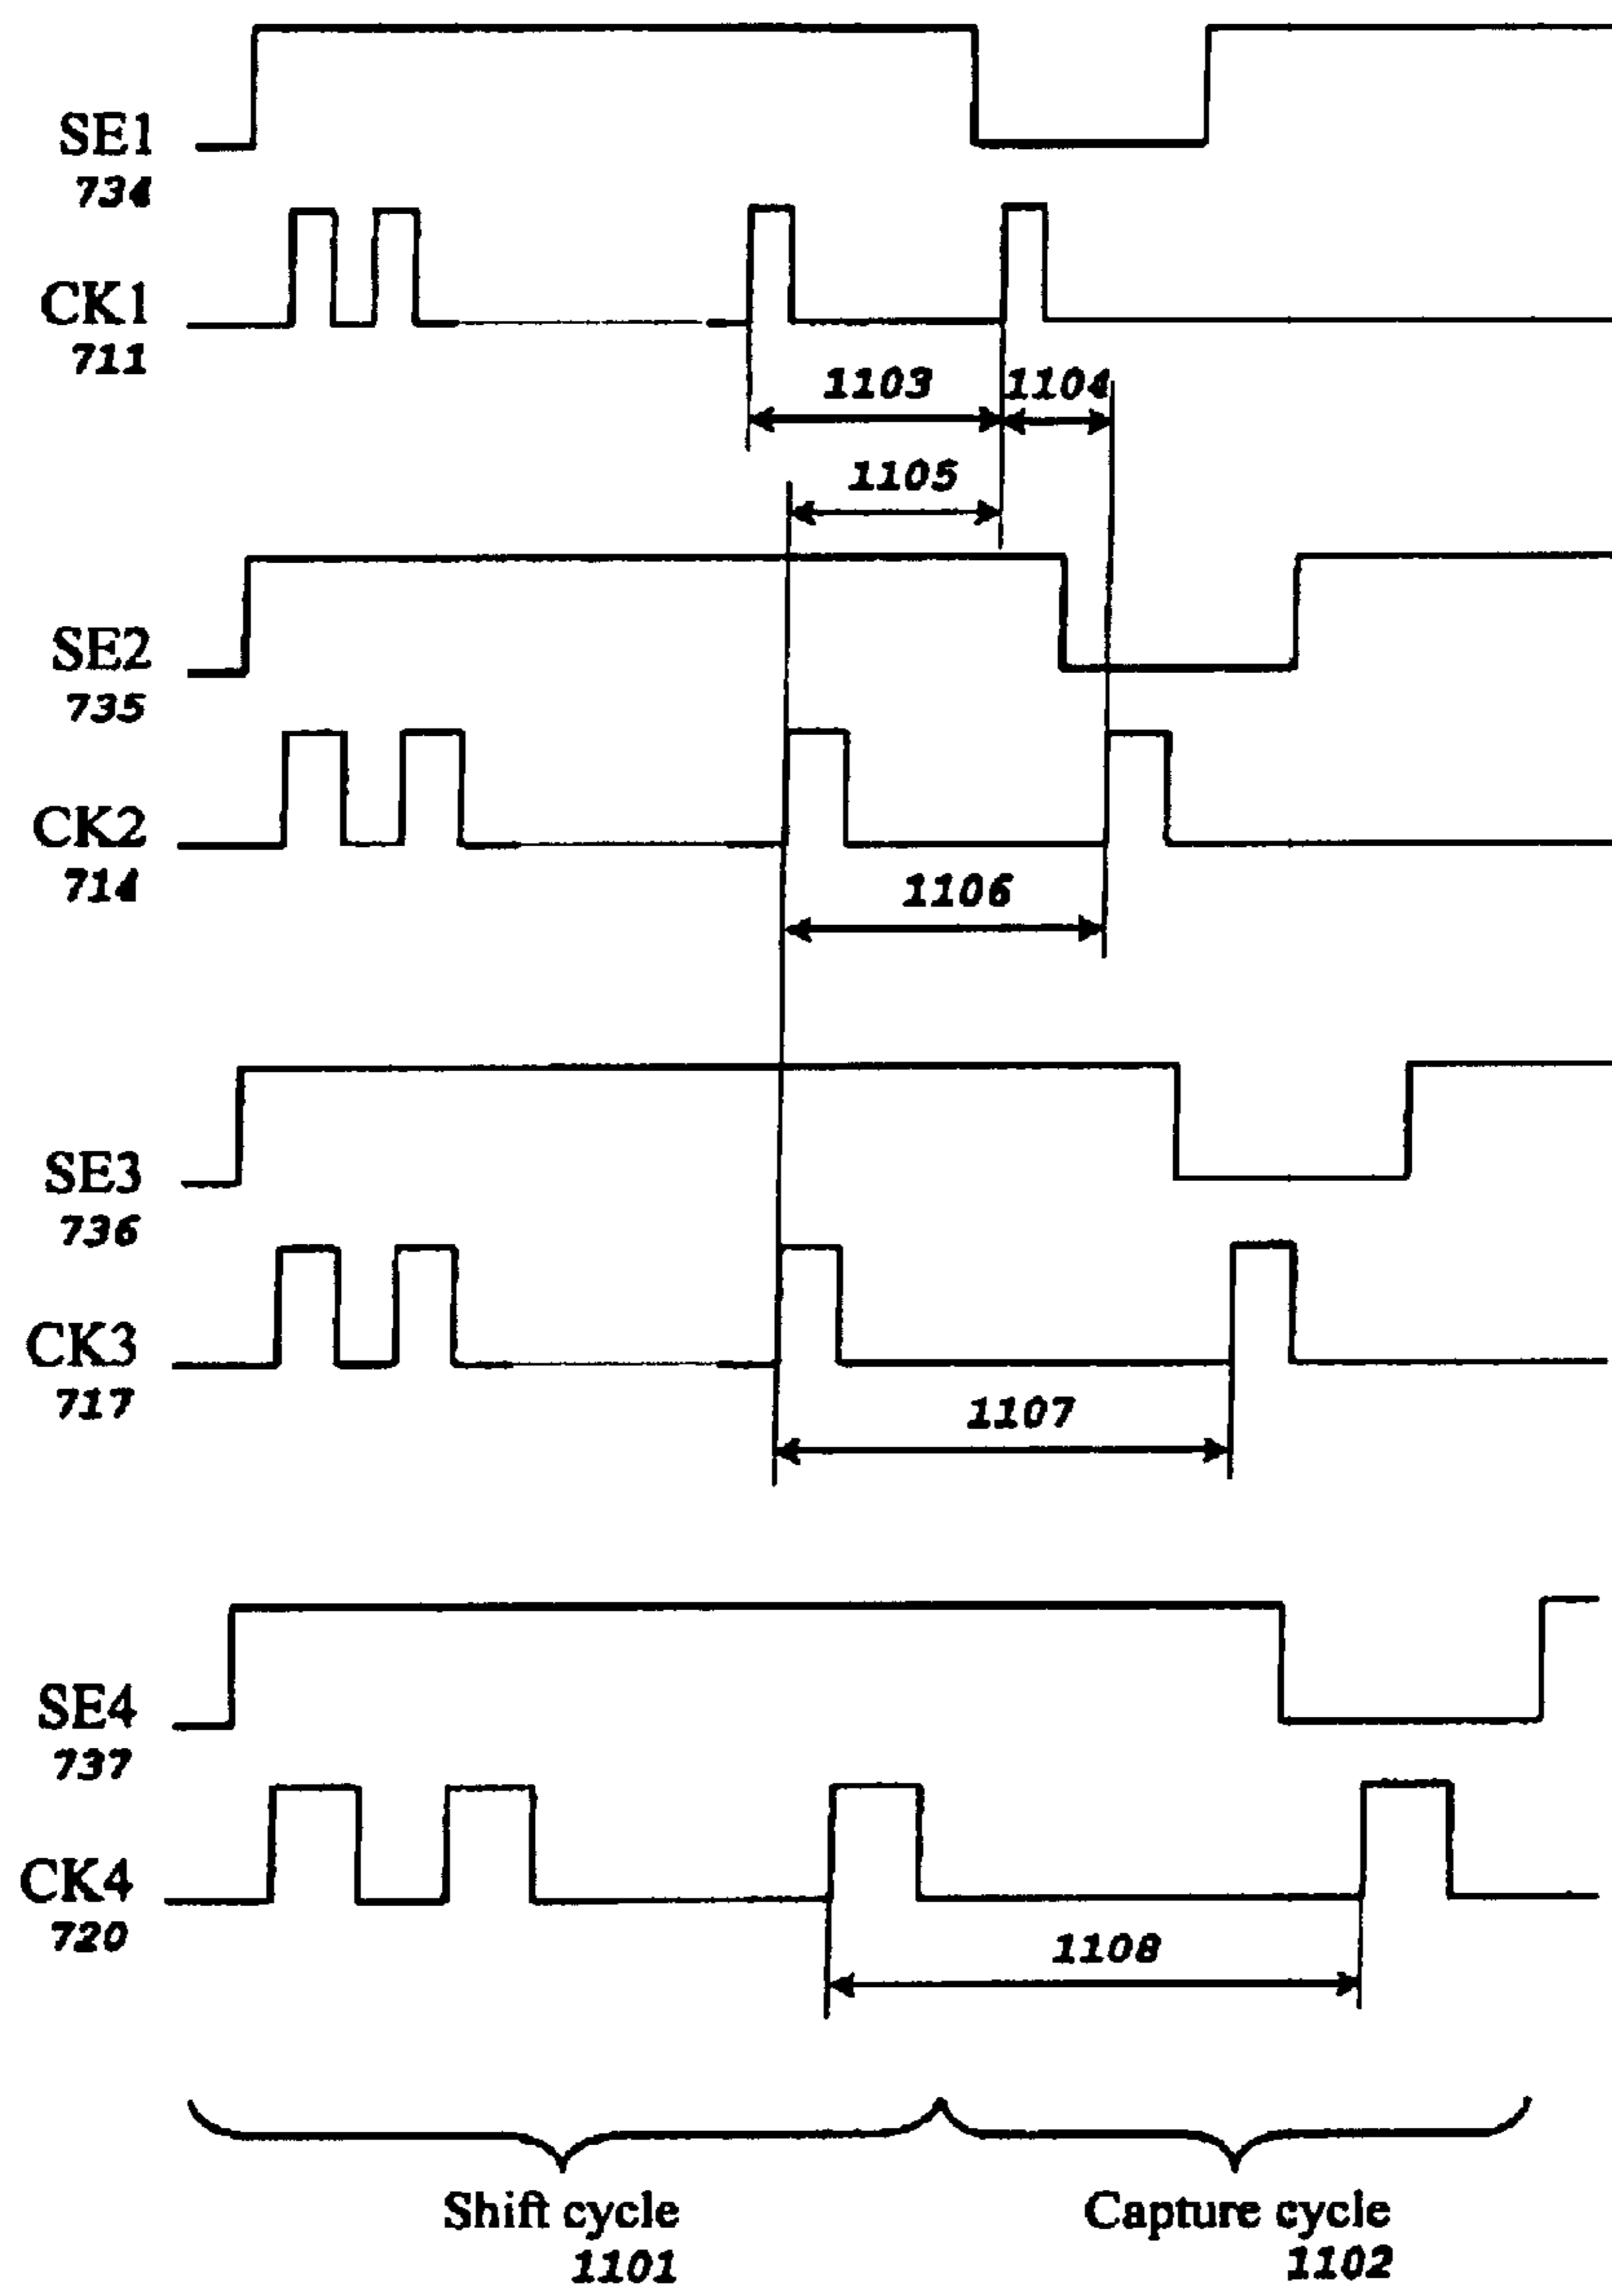 SE1
734
CK1
711
1103
1104
1105
SE2
735
CK2
714
1106
SE3
736
CK3
717
1107
SE4
737
CK4
720
1108
Shift cycle
1101
Capture cycle
1102